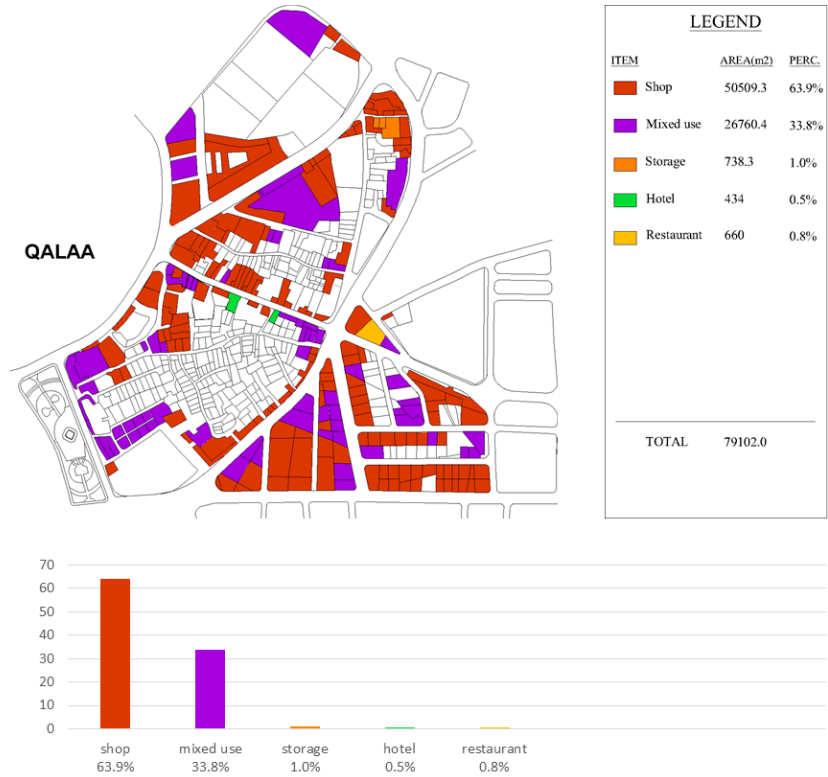 QALAA
LEGEND
ITEM AREA(m2) PERC.
Shop 50509.3 63.9%
Mixed use 26760.4 33.8%
Storage 738.3 1.0%
Hotel 434 0.5%
Restaurant 660 0.8%
TOTAL 79102.0
70
60
50
40
30
20
10
0
shop mixed use storage hotel restaurant
63.9% 33.8% 1.0% 0.5% 0.8%